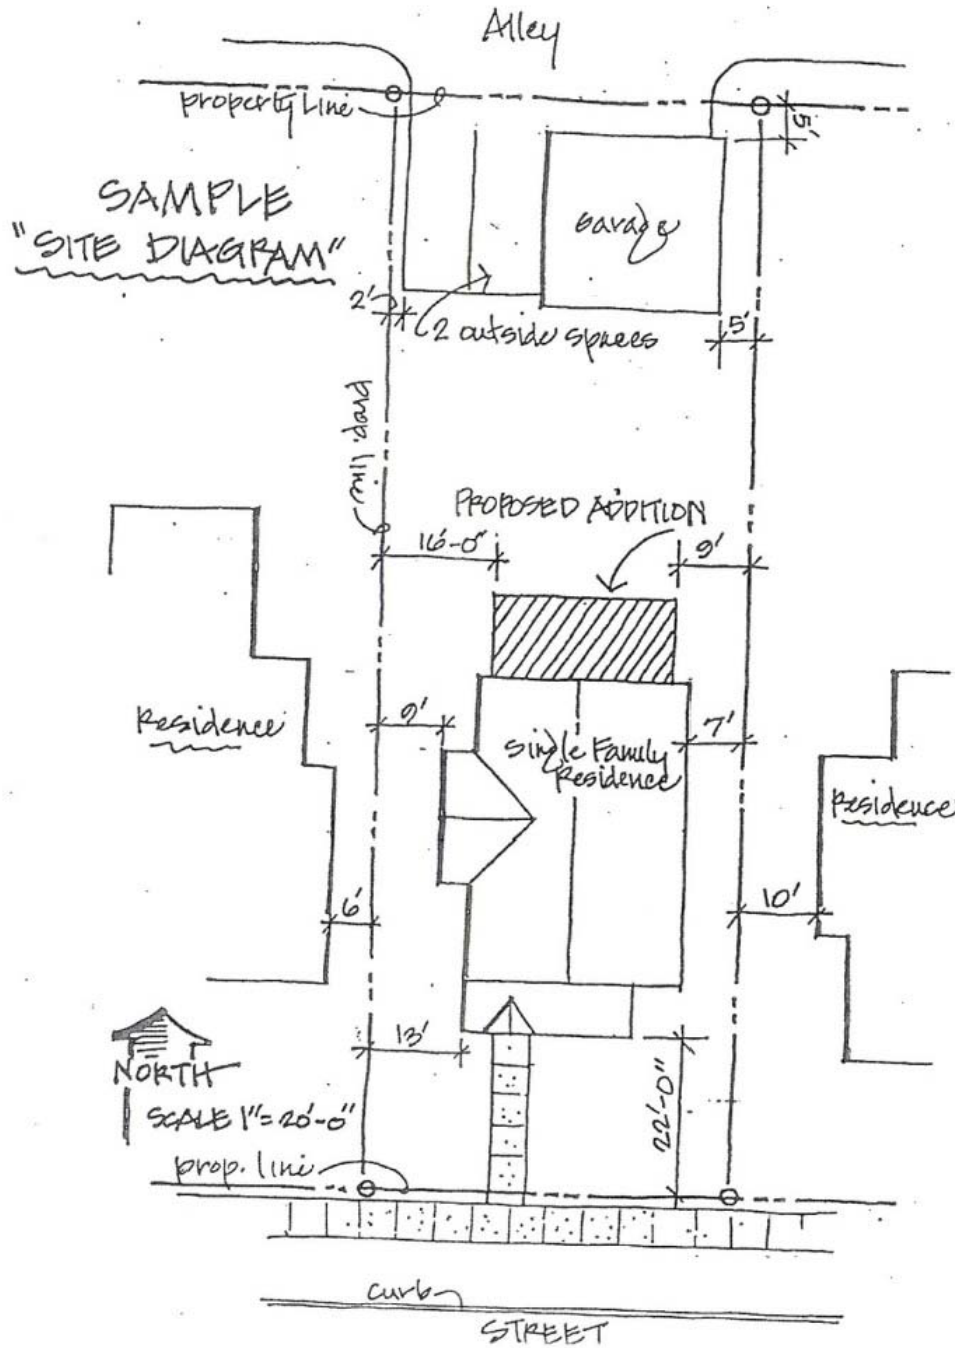 Alley
property line
5'
SAMPLE
"SITE DIAGRAM"
Garage
2'
2 outside spaces
5'
prop. line
PROPOSED ADDITION
16'-0"
9'
Residence
9'
Single Family
Residence
7'
Residence
6'
10'
13'
NORTH
22'-0"
SCALE 1"=20'-0"
prop. line
curb
STREET